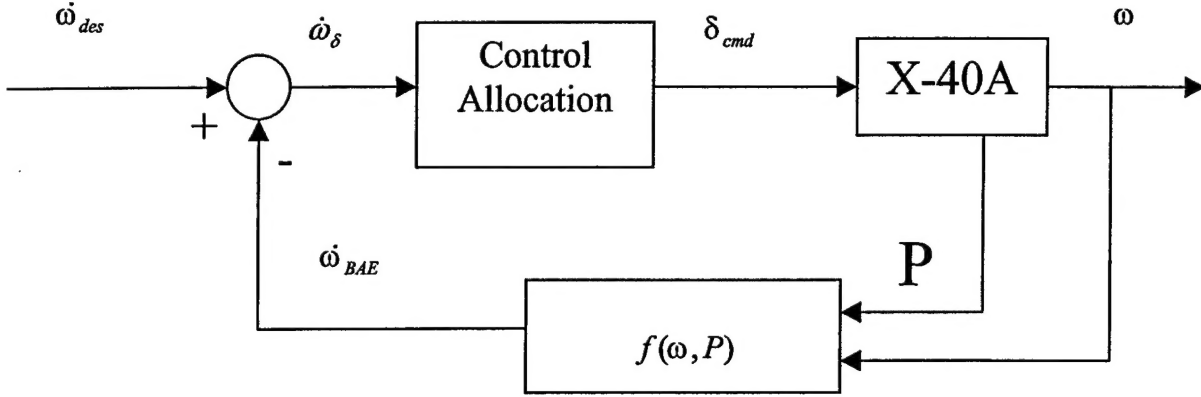 ω̇_des
ω̇_δ
Control
Allocation
δ_cmd
X-40A
ω
+
-
ω̇_BAE
P
f(ω, P)